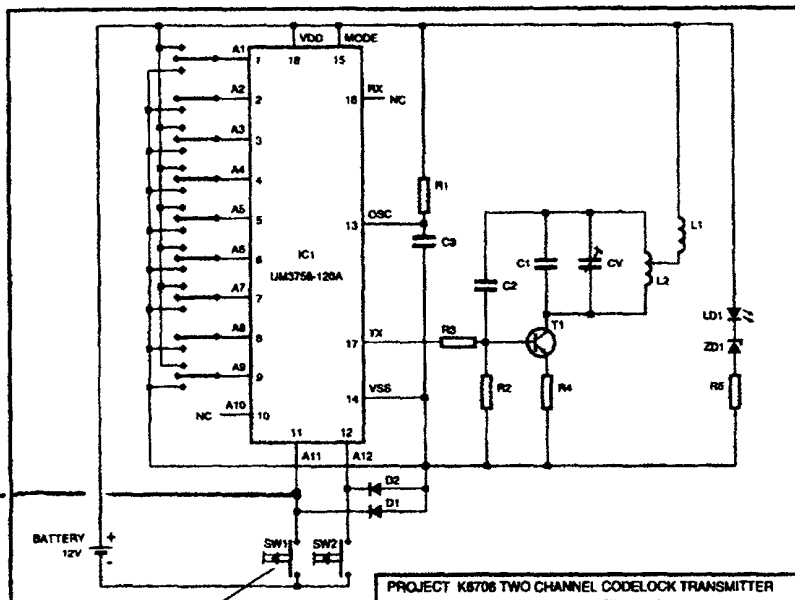 VDD MODE
18 15
A1 1
A2 2
A3 3
A4 4
A5 5
A6 6
A7 7
A8 8
A9 9
NC A10 10
RX
16 NC
R1
OSC
13
C3
IC1
UM3758-120A
TX
17
VSS
14
11 12
A11 A12
R3
C2
C1
CV
L1
L2
T1
R2
R4
LD1
ZD1
R5
D2
D1
BATTERY
12V
+
-
SW1 SW2
PROJECT K6706 TWO CHANNEL CODELOCK TRANSMITTER